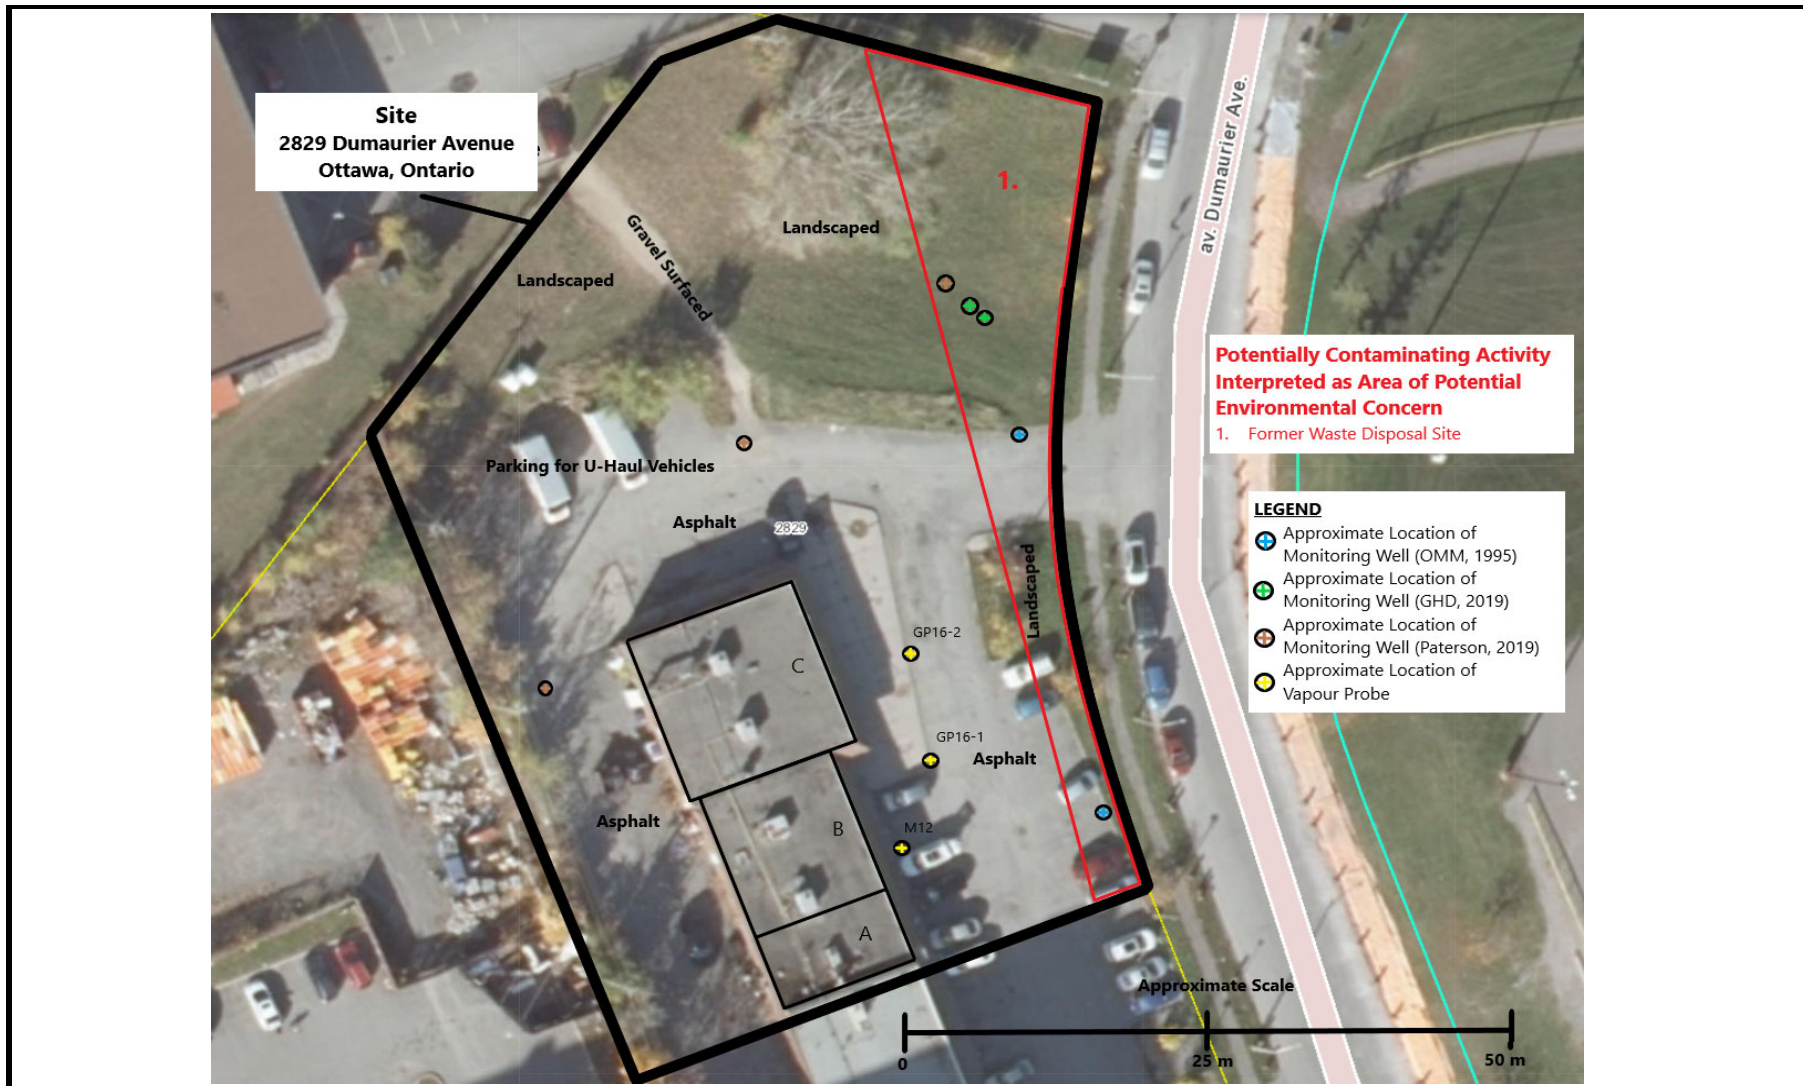 Site
2829 Dumaurier Avenue
Ottawa, Ontario
av. Dumaurier Ave.
1.
Landscaped
Gravel Surfaced
Landscaped
Potentially Contaminating Activity
Interpreted as Area of Potential
Environmental Concern
1. Former Waste Disposal Site
Parking for U-Haul Vehicles
Asphalt
2829
Landscaped
LEGEND
Approximate Location of
Monitoring Well (OMM, 1995)
Approximate Location of
Monitoring Well (GHD, 2019)
Approximate Location of
Monitoring Well (Paterson, 2019)
Approximate Location of
Vapour Probe
GP16-2
C
GP16-1
Asphalt
Asphalt
B
M12
A
Approximate Scale
0
25 m
50 m